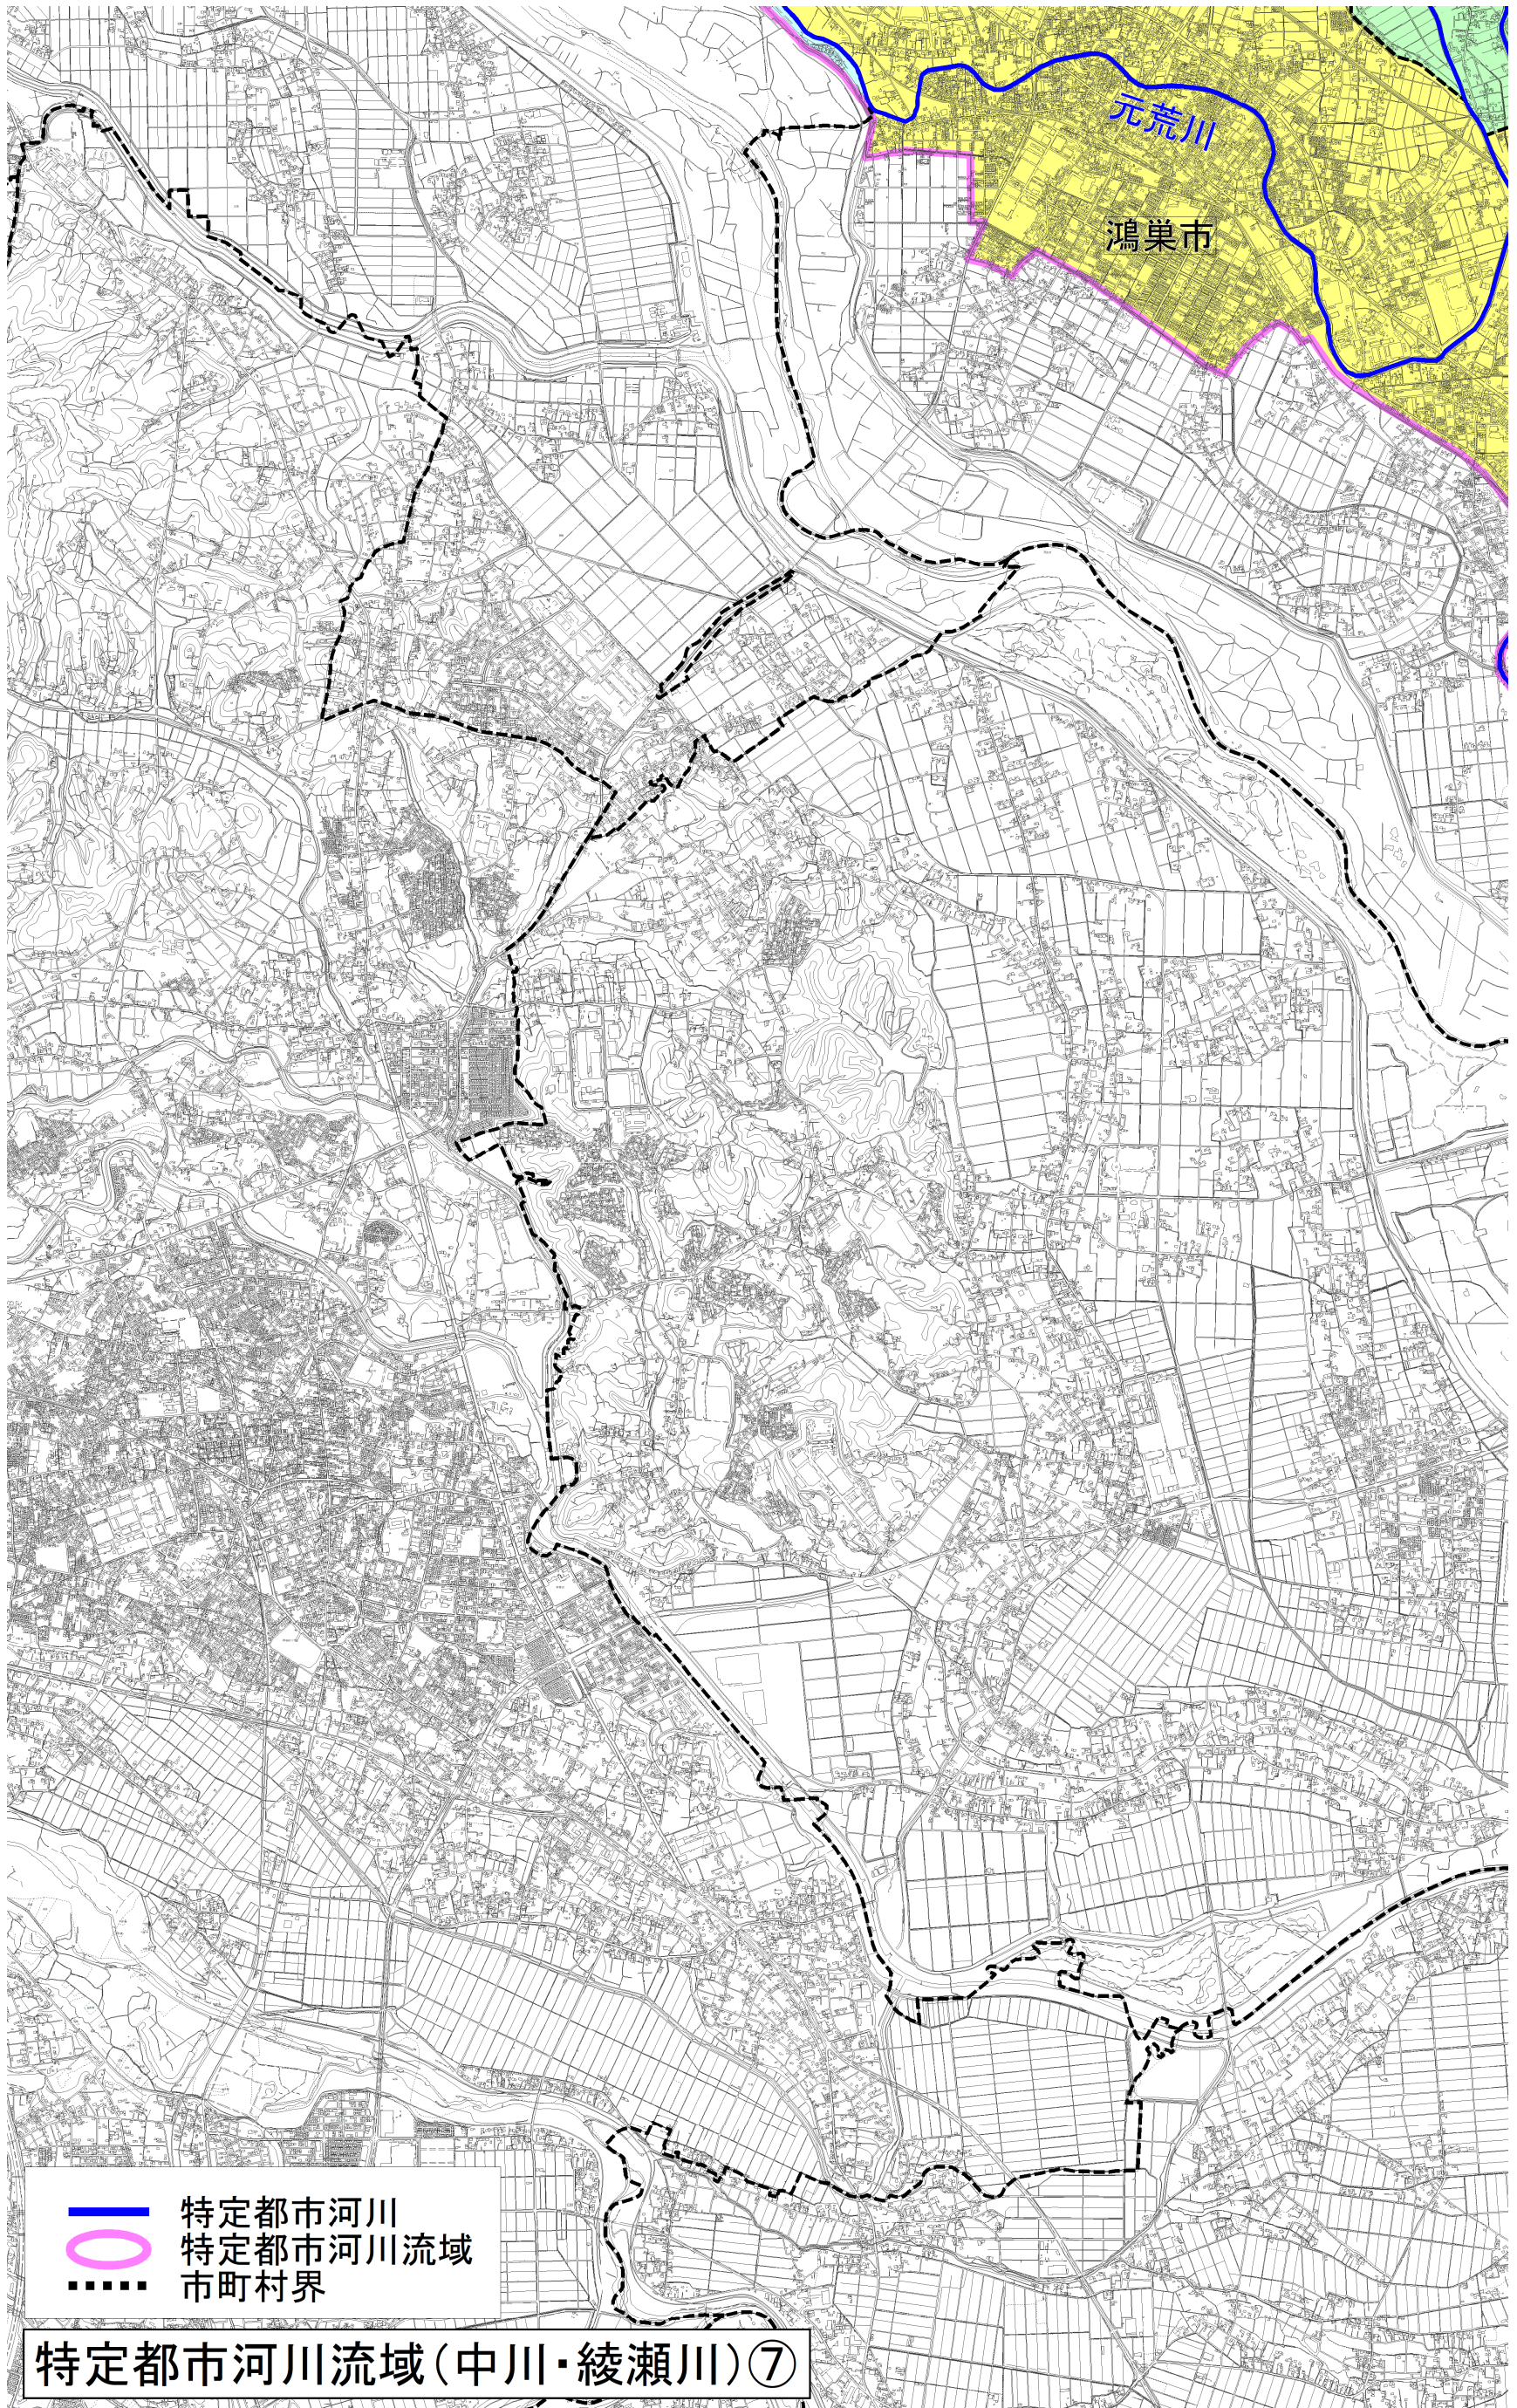 元荒川
鴻巣市
特定都市河川
特定都市河川流域
市町村界
特定都市河川流域（中川・綾瀬川）⑦